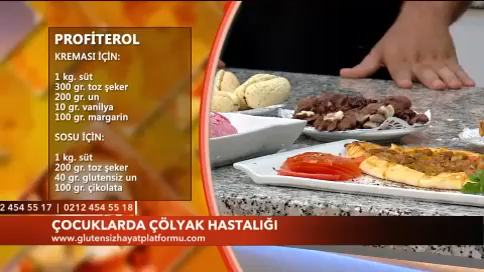 PROFİTEROL
KREMASI İÇİN:
1 kg. süt
300 gr. toz şeker
200 gr. un
10 gr. vanilya
100 gr. margarin
SOSU İÇİN:
1 kg. süt
200 gr. toz şeker
40 gr. glutensiz un
100 gr. çikolata
2 454 55 17 | 0212 454 55 18
ÇOCUKLARDA ÇÖLYAK HASTALIĞI
www.glutensizhayatplatformu.com